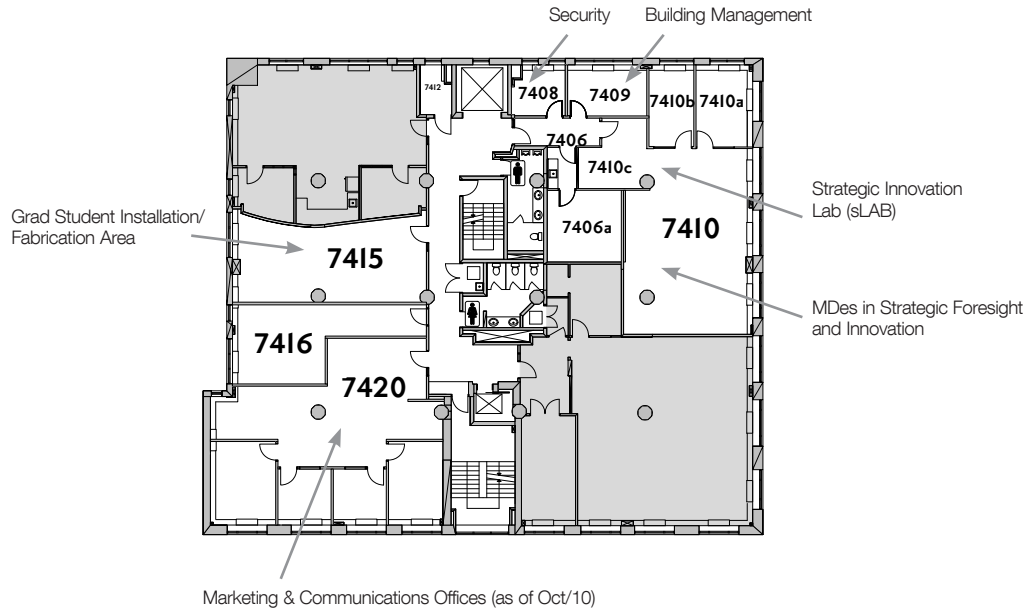 Security
Building Management
7412
7408
7409
7410b
7410a
7406
7410c
Strategic Innovation
Lab (sLAB)
Grad Student Installation/
Fabrication Area
7406a
7410
7415
MDes in Strategic Foresight
and Innovation
7416
7420
Marketing & Communications Offices (as of Oct/10)